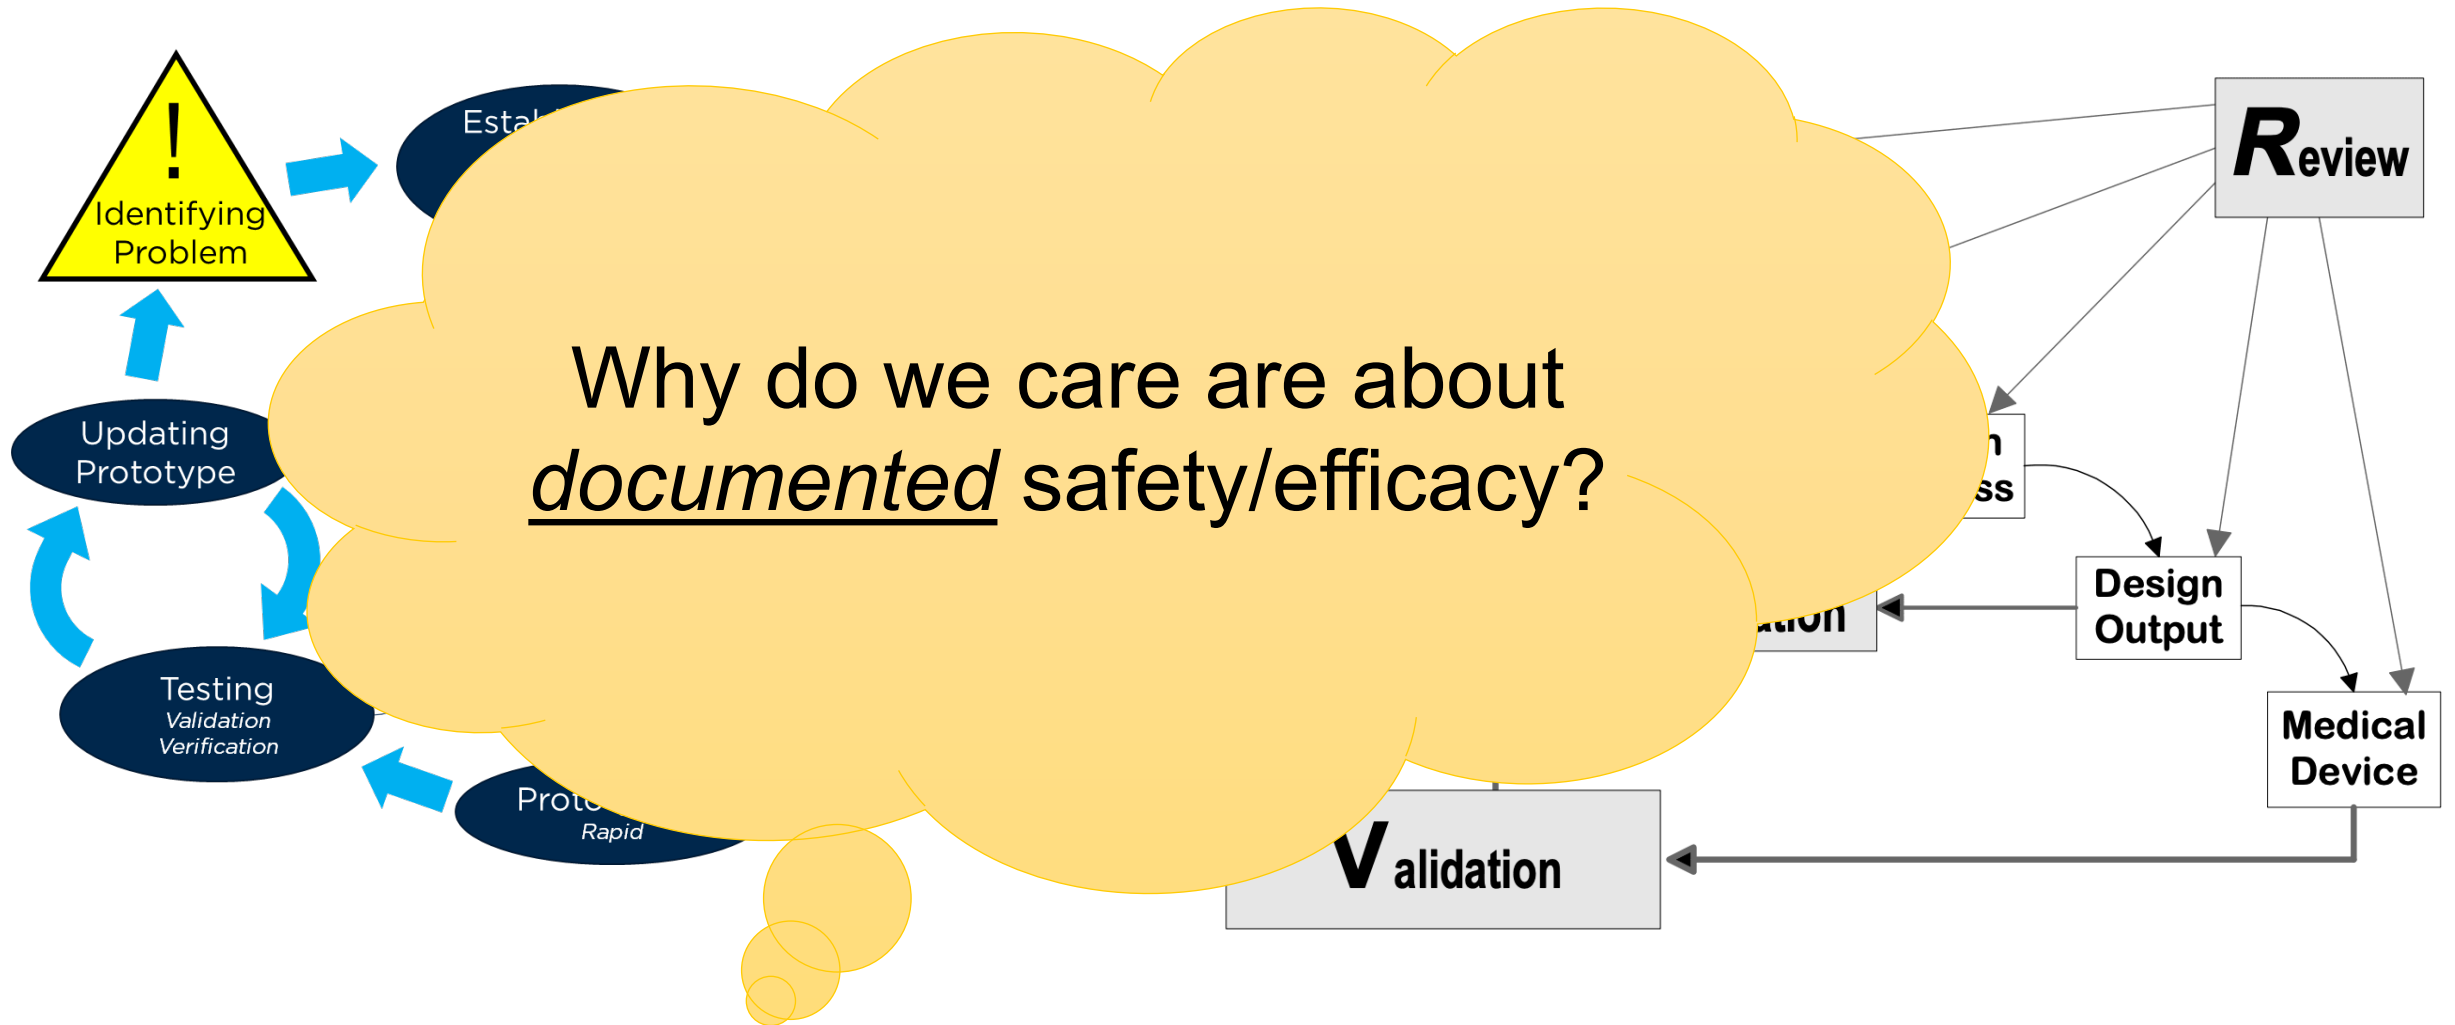 !
Identifying
Problem
Updating
Prototype
Testing
Validation
Verification
Rapid
Why do we care are about
documented safety/efficacy?
Review
Design
Output
Medical
Device
Validation